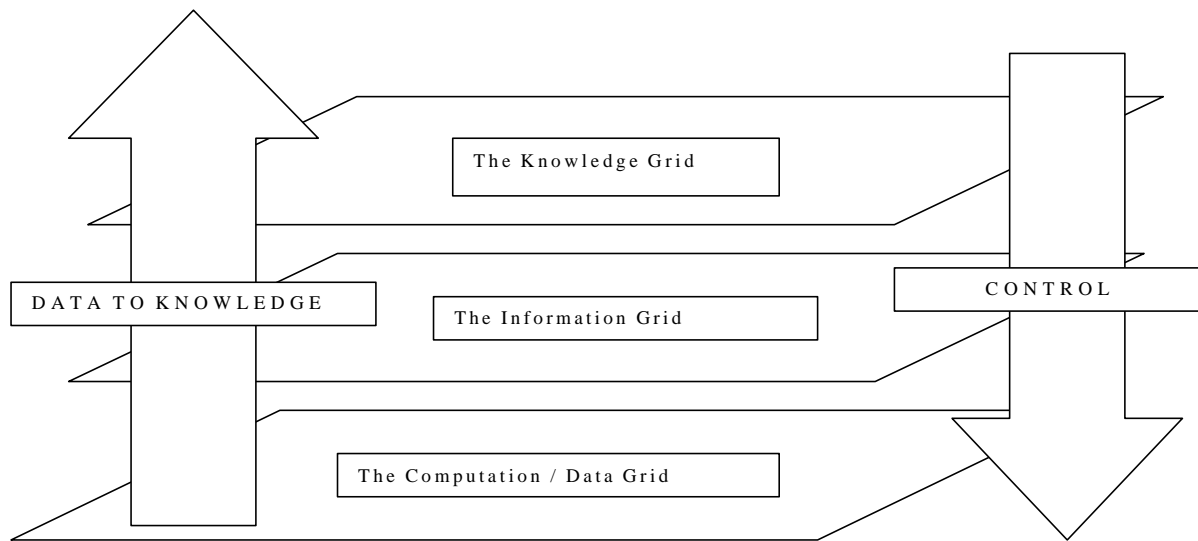 The Knowledge Grid
DATA TO KNOWLEDGE
The Information Grid
CONTROL
The Computation / Data Grid